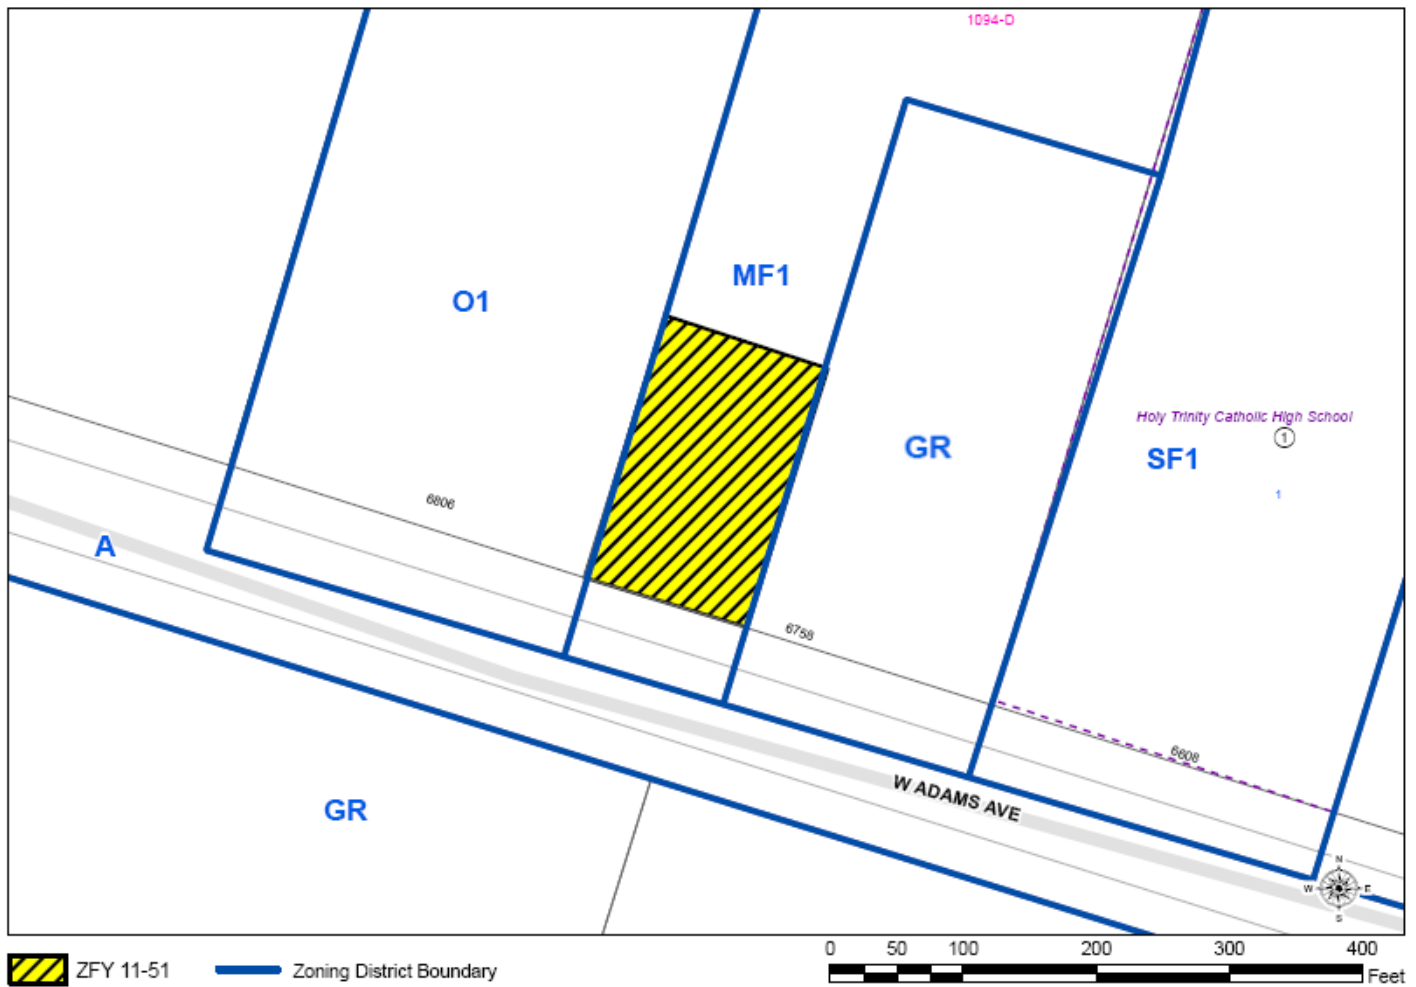 1094-D
MF1
O1
Holy Trinity Catholic High School
1
GR
SF1
1
6806
A
6758
6608
W ADAMS AVE
GR
N
W E
S
ZFY 11-51
Zoning District Boundary
0 50 100 200 300 400
Feet